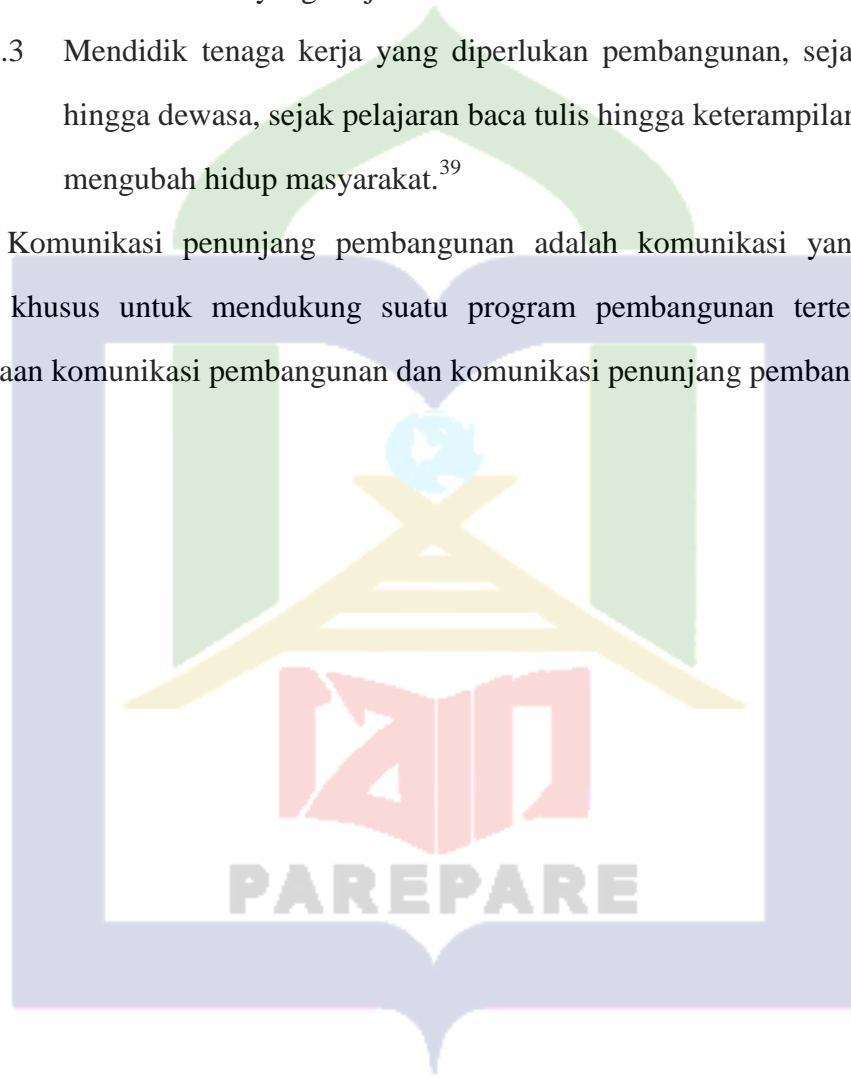 .3 Mendidik tenaga kerja yang diperlukan pembangunan, seja
hingga dewasa, sejak pelajaran baca tulis hingga keterampilan
mengubah hidup masyarakat.39
Komunikasi penunjang pembangunan adalah komunikasi yan
khusus untuk mendukung suatu program pembangunan terte
aan komunikasi pembangunan dan komunikasi penunjang pemban
iain
PAREPARE